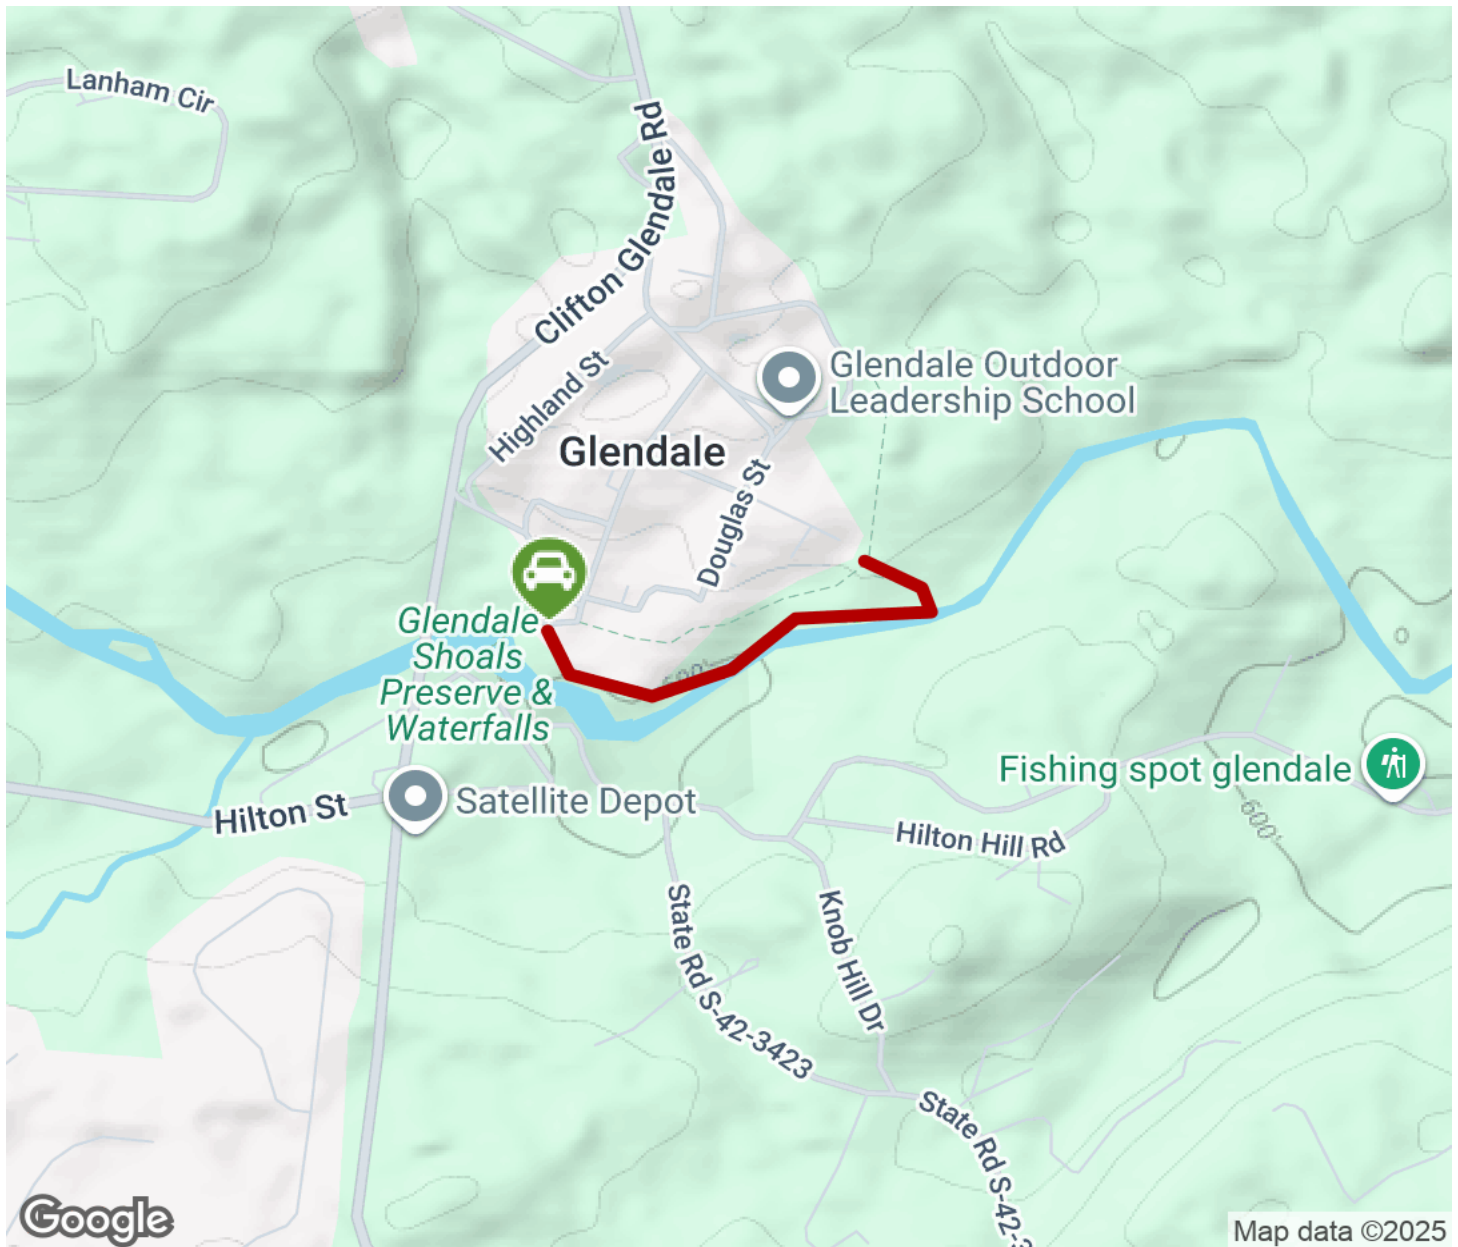 Lanham Cir
Clifton Glendale Rd
Highland St
Glendale Outdoor
Leadership School
Glendale
Douglas St
Glendale
Shoals
Preserve &
Waterfalls
600'
Fishing spot glendale
Satellite Depot
Hilton St
600'
Hilton Hill Rd
Knob Hill Dr
State Rd S-42-3423
State Rd S-42-3
Google
Map data ©2025